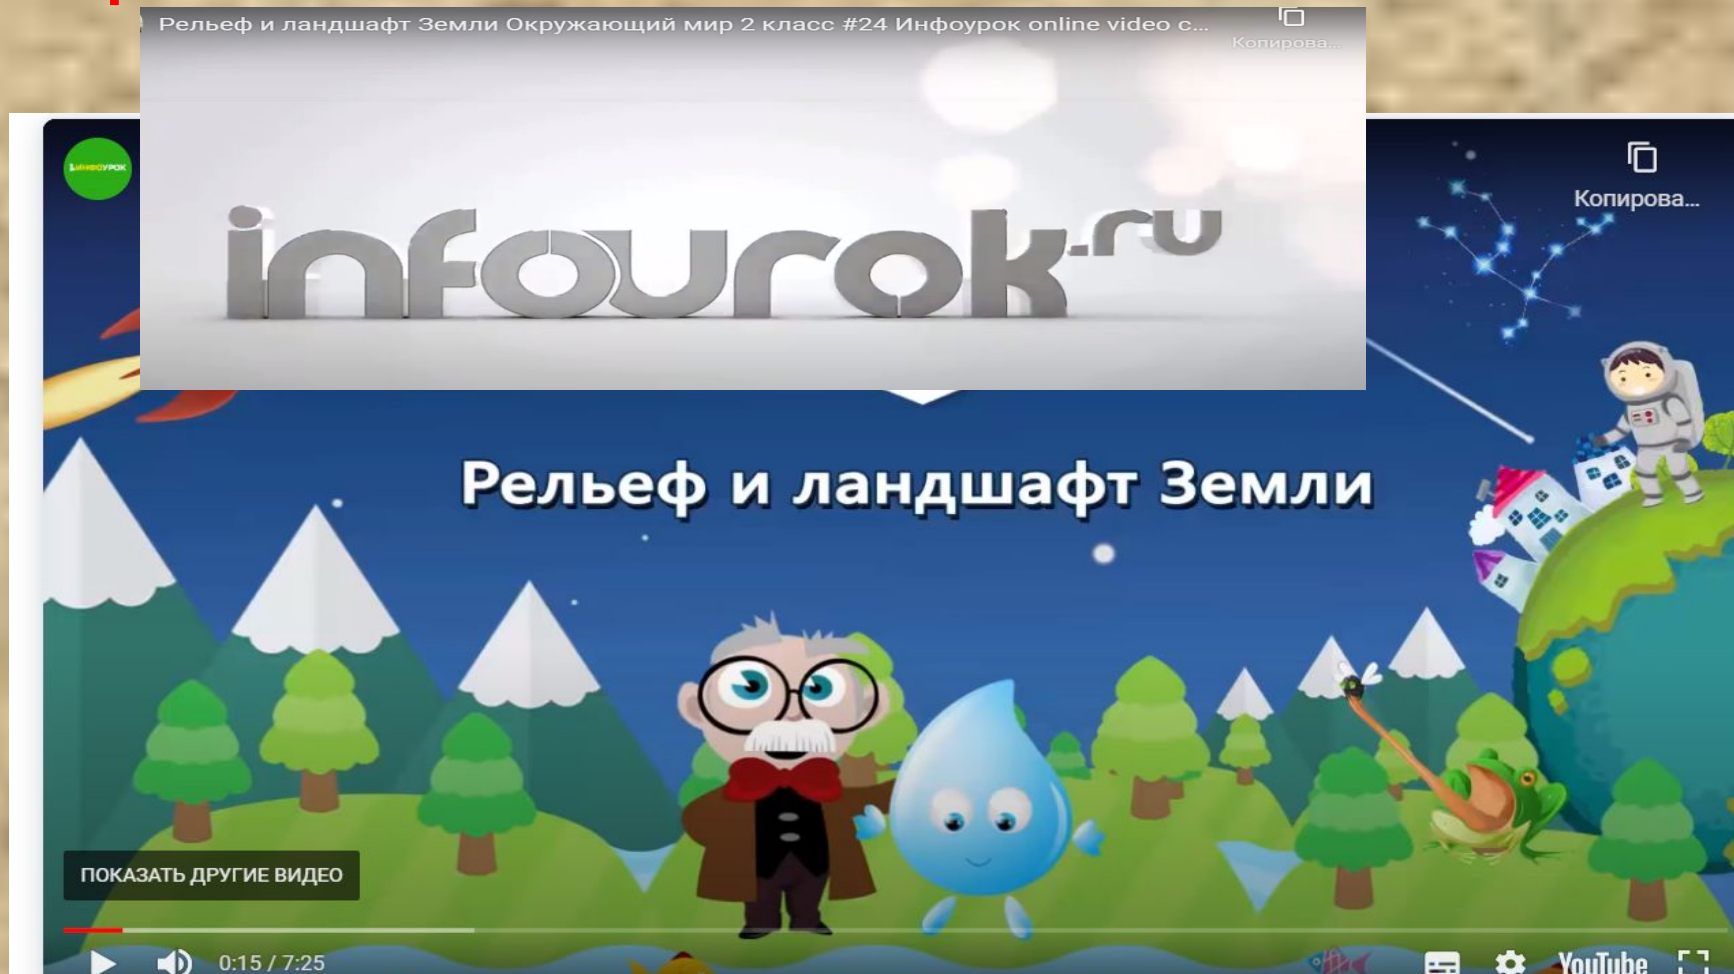 Рельеф и ландшафт Земли Окружающий мир 2 класс #24 Инфоурок online video c...
Копирова...
infourok.ru
ИНФОУРОК
Копирова...
Рельеф и ландшафт Земли
ПОКАЗАТЬ ДРУГИЕ ВИДЕО
0:15 / 7:25
YouTube